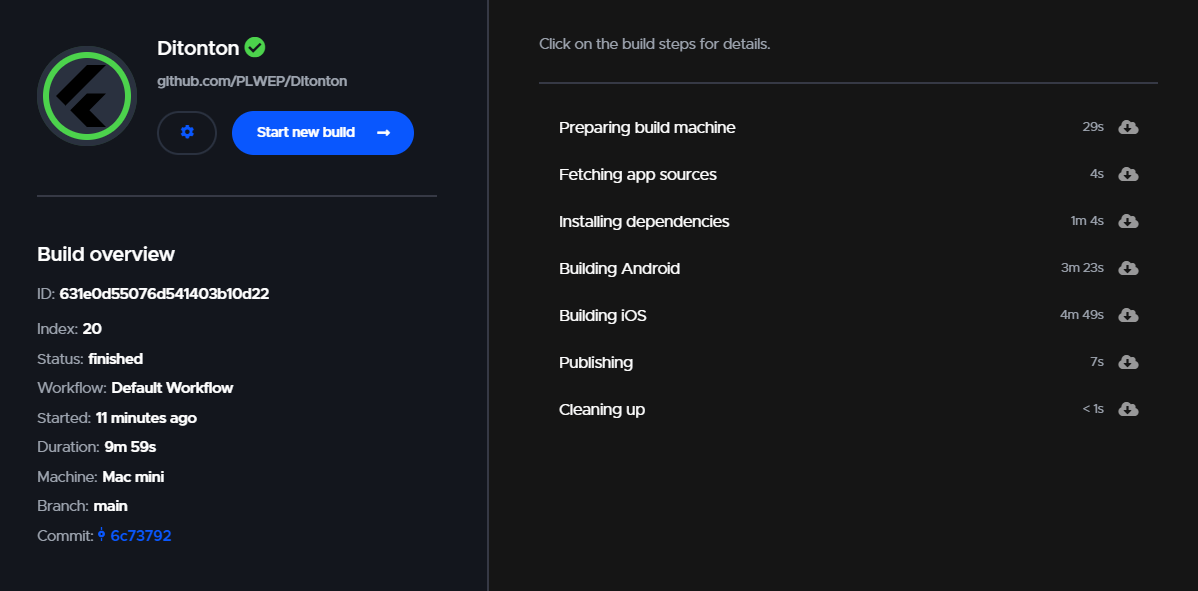 Ditonton
github.com/PLWEP/Ditonton
Start new build →
Build overview
ID: 631e0d55076d541403b10d22
Index: 20
Status: finished
Workflow: Default Workflow
Started: 11 minutes ago
Duration: 9m 59s
Machine: Mac mini
Branch: main
Commit: 6c73792
Click on the build steps for details.
Preparing build machine 29s
Fetching app sources 4s
Installing dependencies 1m 4s
Building Android 3m 23s
Building iOS 4m 49s
Publishing 7s
Cleaning up < 1s